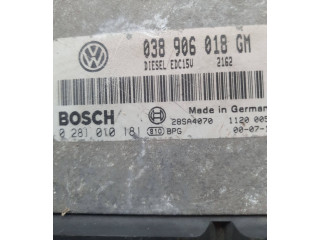 038 906 018 GM
DIESEL EDC15V 2162
Made in German
BOSCH
28SA4070 1120 005
0 281 010 181 810 BPG 00-07-